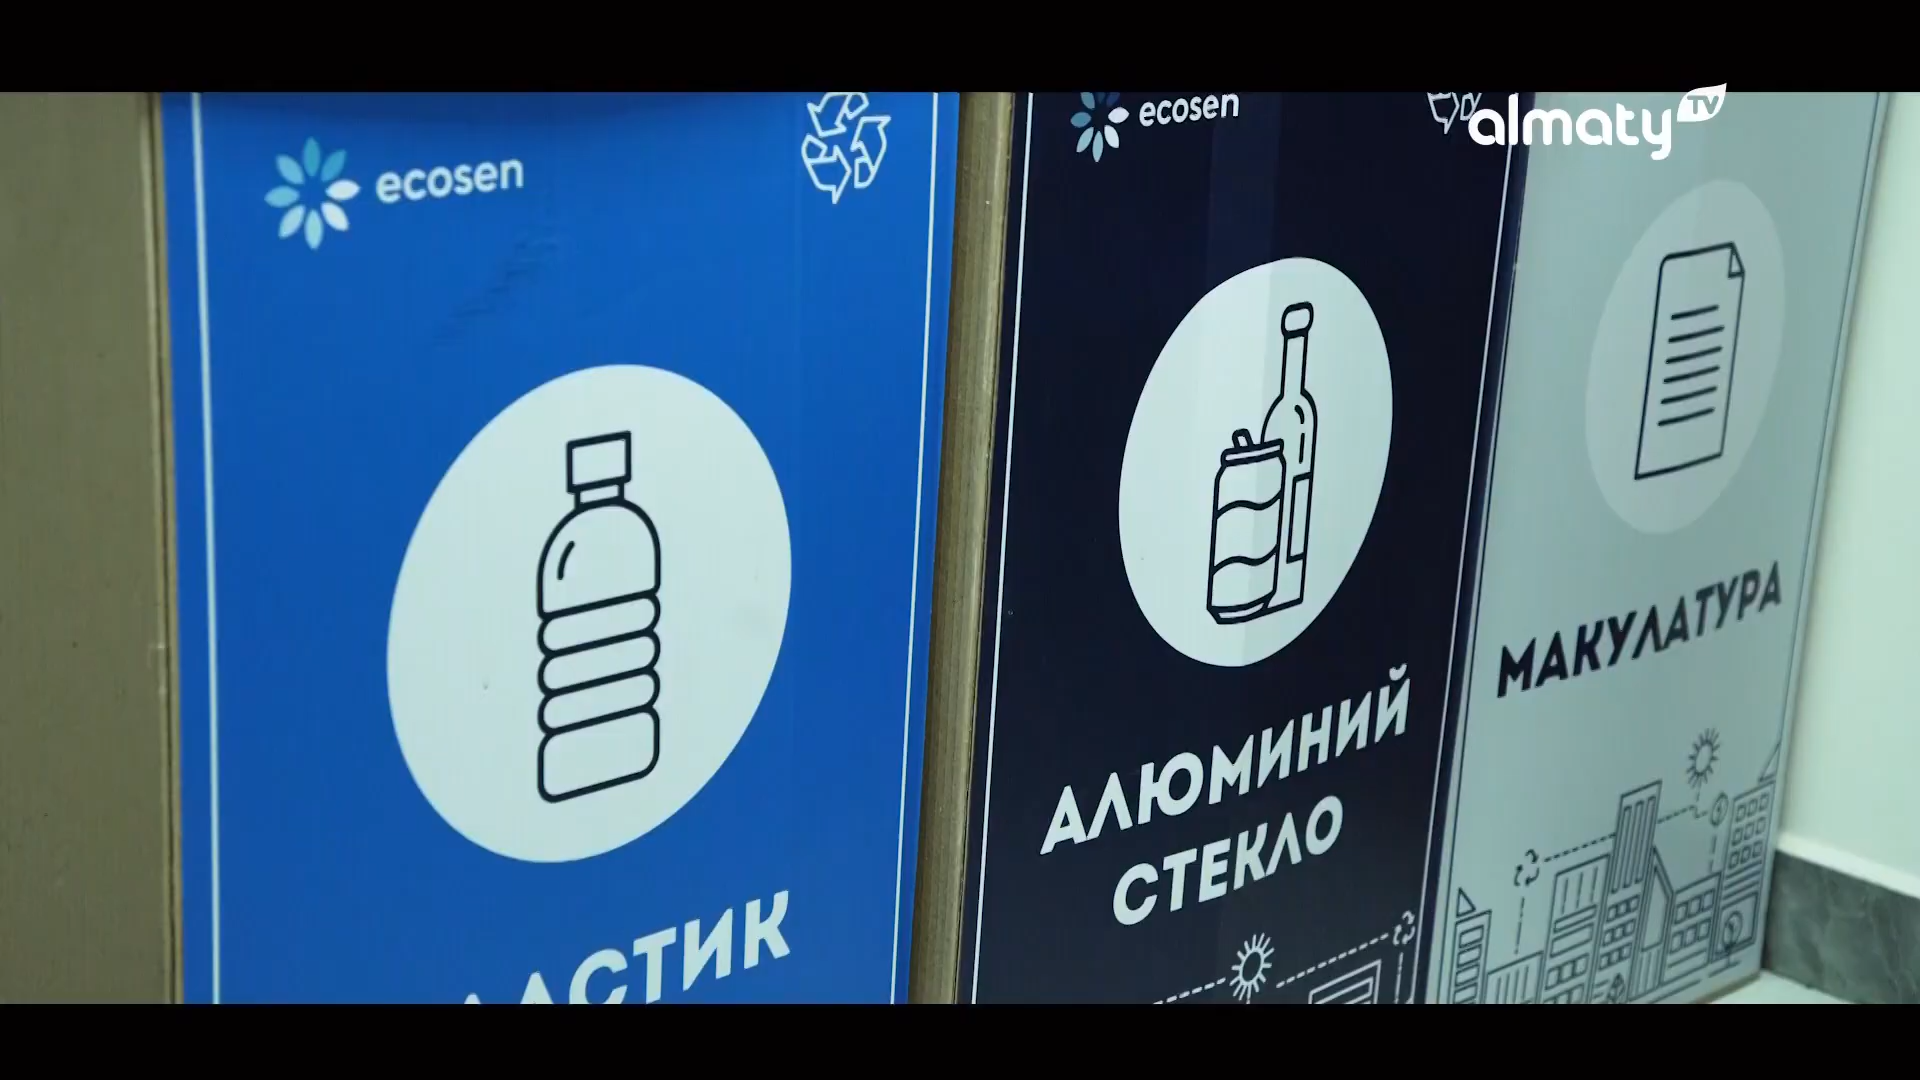 ecosen
ecosen
almaty TV
МАКУЛАТУРА
АЛЮМИНИЙ
СТЕКЛО